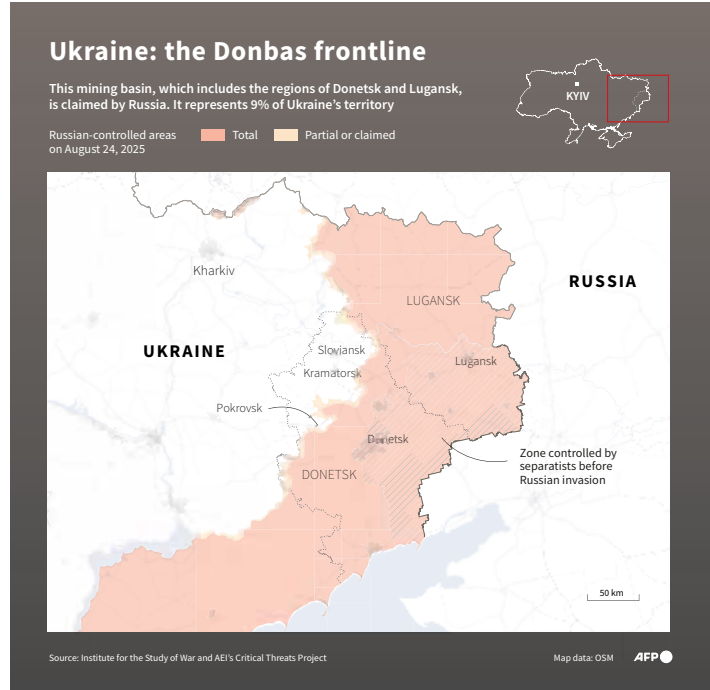 Ukraine: the Donbas frontline
This mining basin, which includes the regions of Donetsk and Lugansk,
is claimed by Russia. It represents 9% of Ukraine's territory
KYIV
Russian-controlled areas
on August 24, 2025
Total
Partial or claimed
Kharkiv
RUSSIA
LUGANSK
UKRAINE
Sloviansk
Lugansk
Kramatorsk
Pokrovsk
Donetsk
Zone controlled by
separatists before
Russian invasion
DONETSK
50 km
Source: Institute for the Study of War and AEI's Critical Threats Project
Map data: OSM
AFP